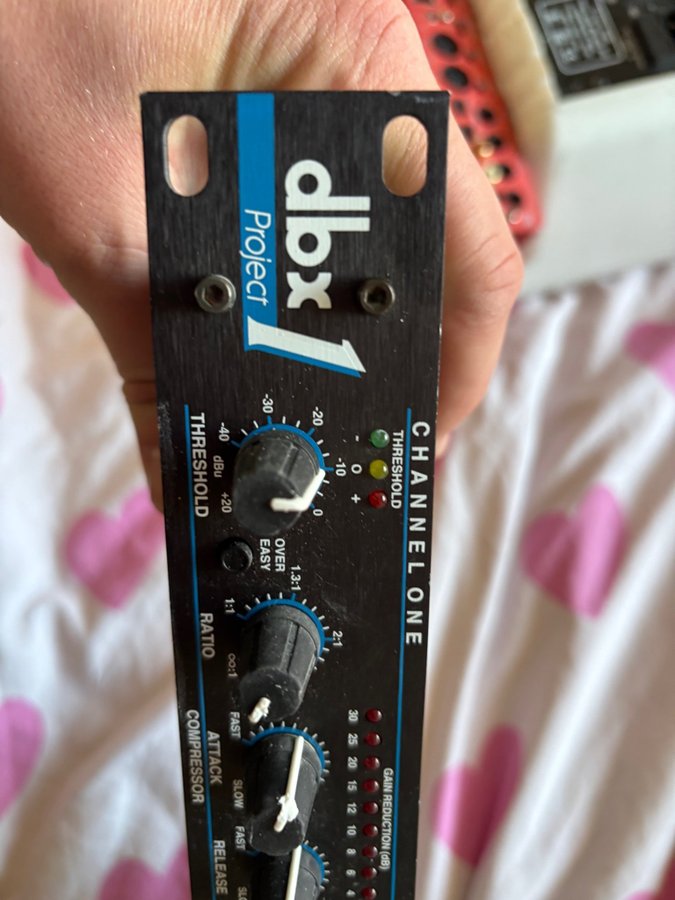 dbx
Project 1
CHANNEL ONE
THRESHOLD
- O +
-40 -30 -20 -10 0 +20
dBu
THRESHOLD
OVER
EASY
1:1 1.3:1 2:1 ∞:1
RATIO
FAST SLOW
ATTACK
COMPRESSOR
FAST
RELEASE
30 25 20 15 12 10 8 6 4
GAIN REDUCTION (dB)